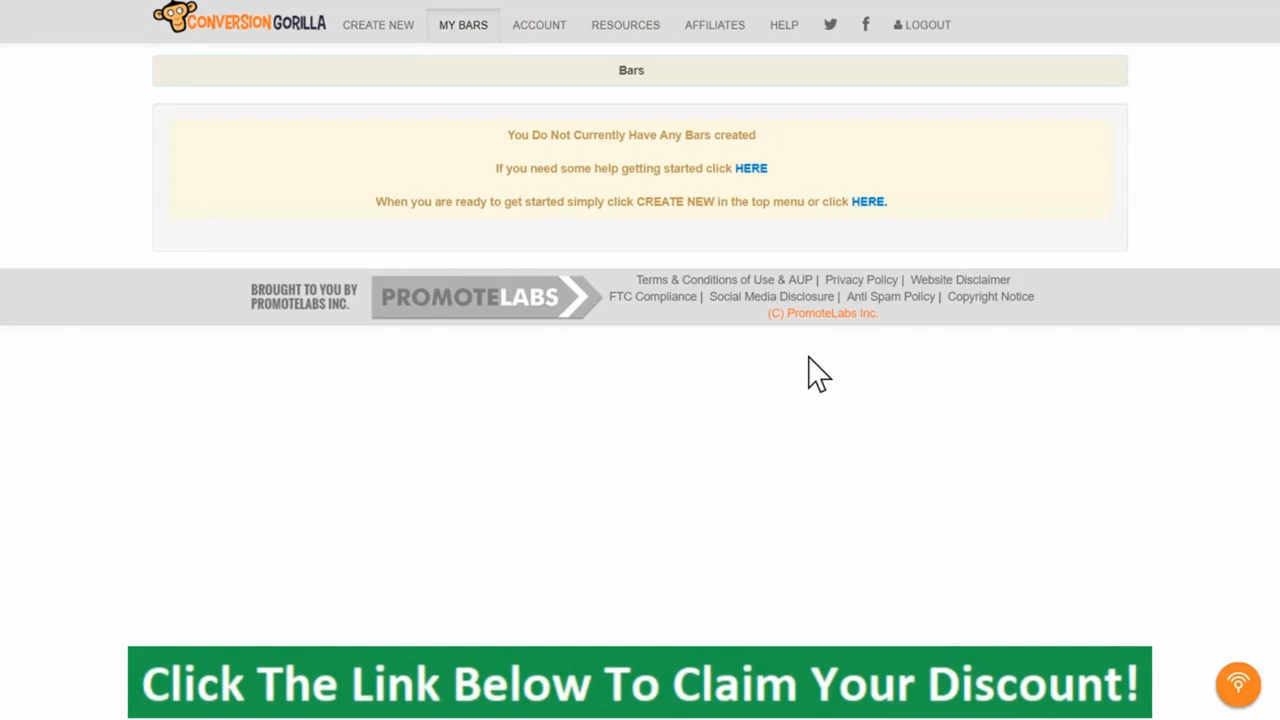 CONVERSION GORILLA CREATE NEW MY BARS ACCOUNT RESOURCES AFFILIATES HELP LOGOUT
Bars
You Do Not Currently Have Any Bars created
If you need some help getting started click HERE
When you are ready to get started simply click CREATE NEW in the top menu or click HERE.
BROUGHT TO YOU BY
PROMOTELABS INC.
PROMOTELABS
Terms & Conditions of Use & AUP | Privacy Policy | Website Disclaimer
FTC Compliance | Social Media Disclosure | Anti Spam Policy | Copyright Notice
(C) PromoteLabs Inc.
Click The Link Below To Claim Your Discount!